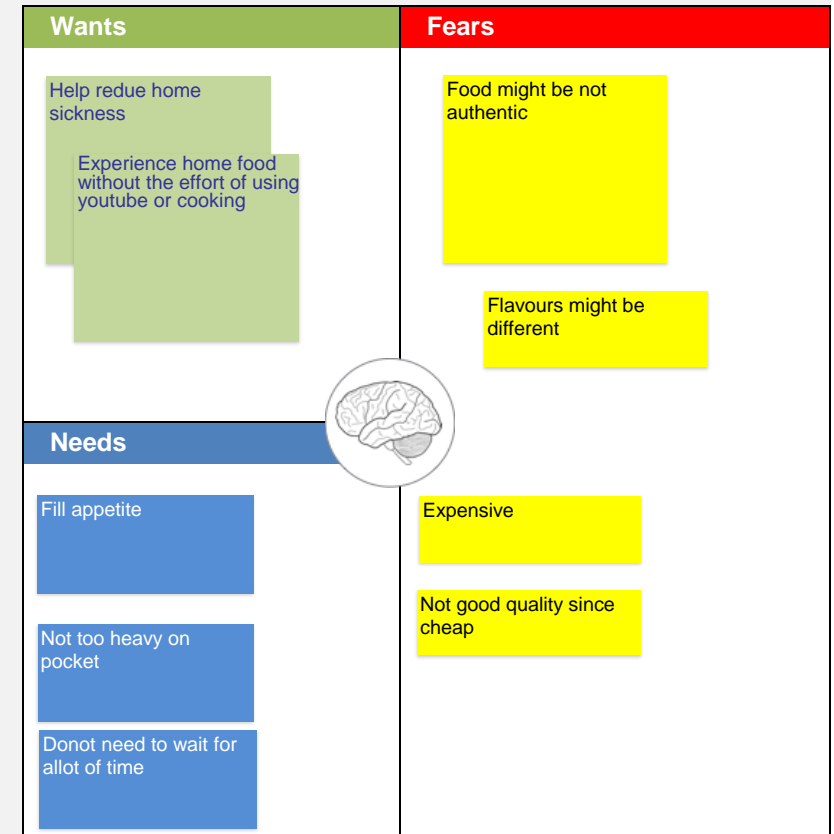 Wants
Help redue home
sickness
Experience home food
without the effort of using
youtube or cooking
Needs
Fill appetite
Not too heavy on
pocket
Donot need to wait for
allot of time
Fears
Food might be not
authentic
Flavours might be
different
Expensive
Not good quality since
cheap